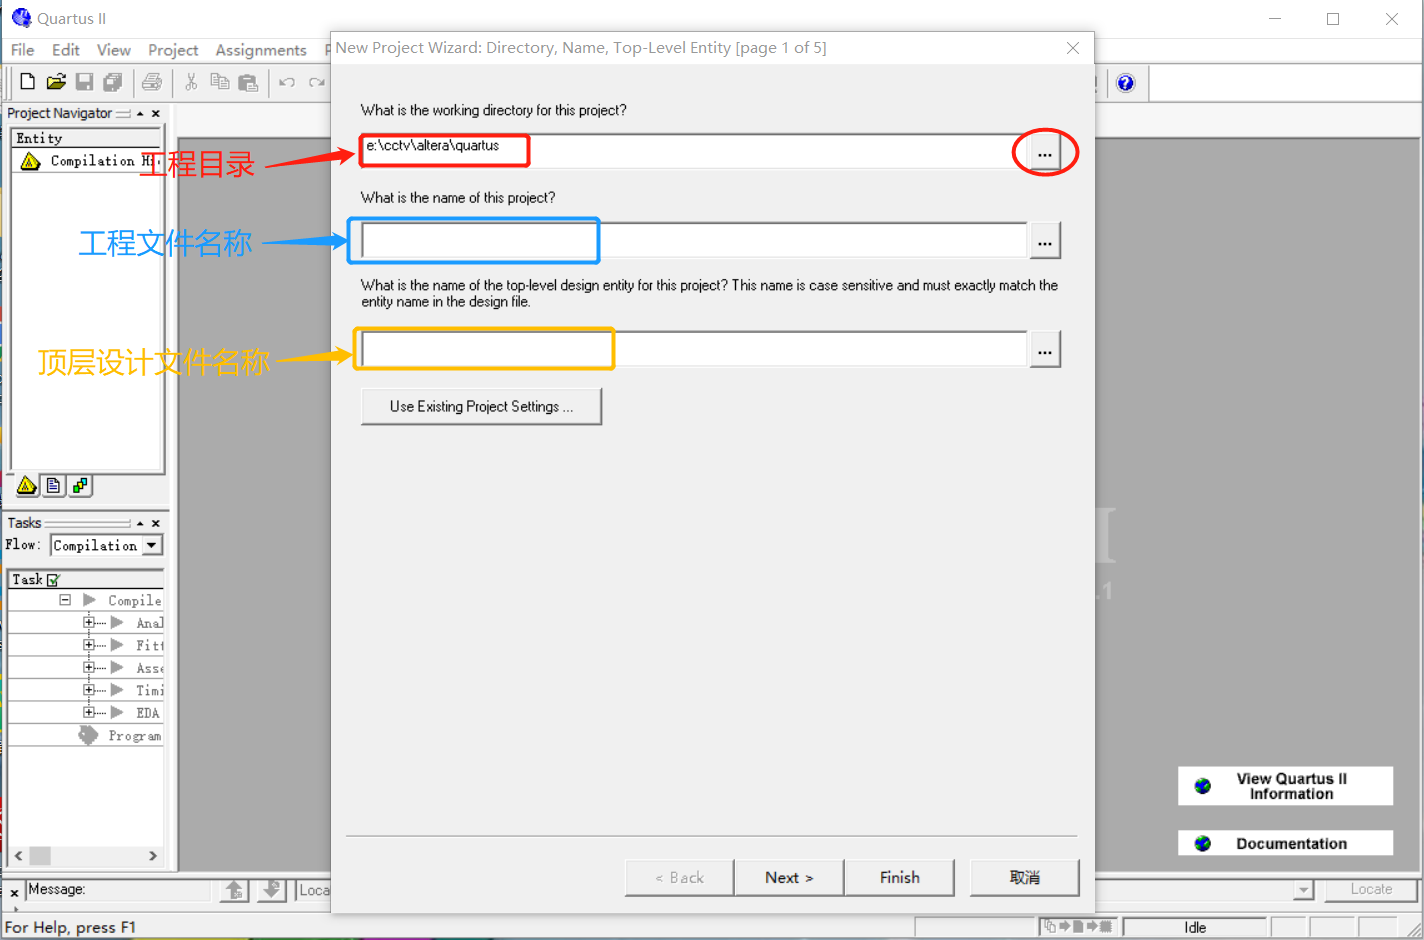 Quartus II
File Edit View Project Assignments
New Project Wizard: Directory, Name, Top-Level Entity [page 1 of 5]
Project Navigator
Entity
Compilation
工程目录
What is the working directory for this project?
e:\cctv\altera\quartus
...
What is the name of this project?
工程文件名称
...
What is the name of the top-level design entity for this project? This name is case sensitive and must exactly match the
entity name in the design file.
顶层设计文件名称
...
Use Existing Project Settings ...
Tasks
Flow: Compilation
Task
Compile
Anal
Fitt
Asse
Timi
EDA
Program
II
.1
View Quartus II
Information
Documentation
< Back
Next >
Finish
取消
Message:
Loca
Locate
For Help, press F1
Idle